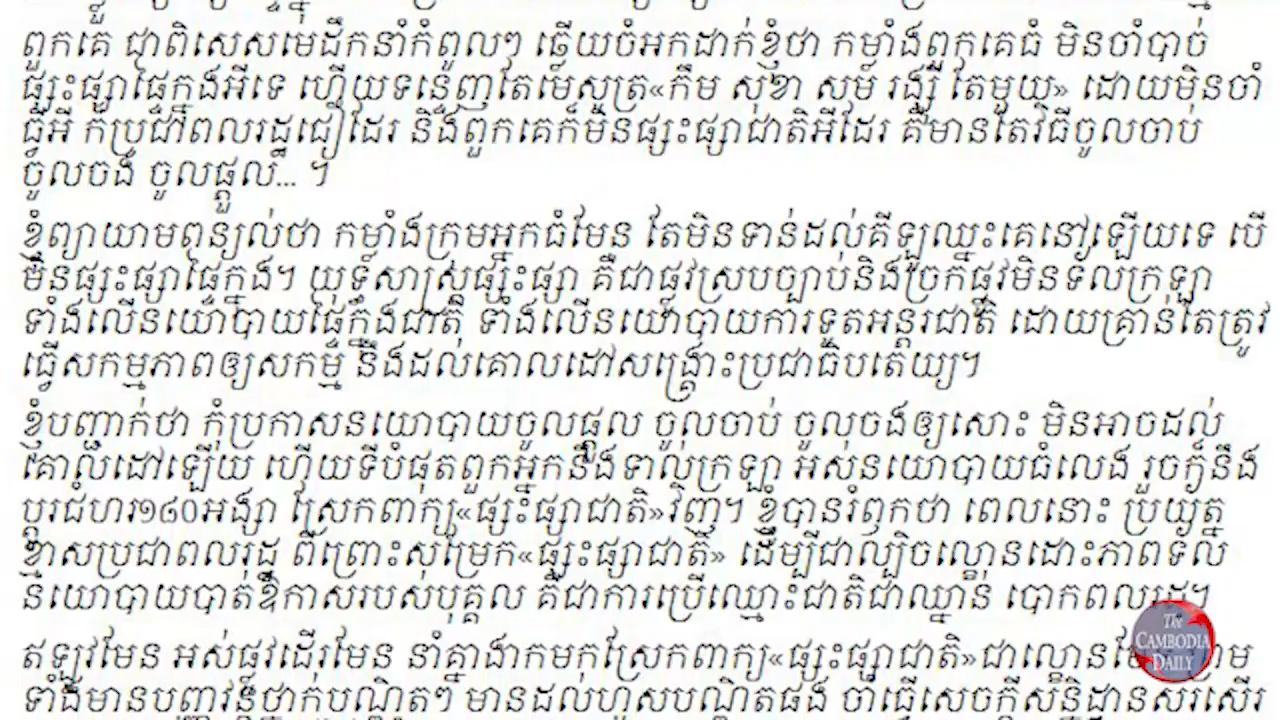 ពួកគេ ជាពិសេសមេដឹកនាំកំពូលៗ ឆ្លើយចំអកដាក់ខ្ញុំថា កម្លាំងពួកគេធំ មិនចាំបាច់
ផ្សះផ្សាផ្ទៃក្នុងអីទេ ហើយទន្ទេញតែមេសូត្រ«កឹម សុខា សម រង្ស៊ី តែមួយ» ដោយមិនចាំ
ធ្វើអី ក៏ប្រជាពលរដ្ឋជឿដែរ និងពួកគេក៏មិនផ្សះផ្សាជាតិអីដែរ គឺមានតែវិធីចូលចាប់
ចូលចង ចូលផ្តួល... ។
ខ្ញុំព្យាយាមពន្យល់ថា កម្លាំងក្រុមអ្នកធំមែន តែមិនទាន់ដល់គីឡូឈ្នះគេនៅឡើយទេ បើ
មិនផ្សះផ្សាផ្ទៃក្នុង។ យុទ្ធសាស្ត្រផ្សះផ្សា គឺជាផ្លូវស្របច្បាប់និងច្រកផ្លូវមិនទ័លក្រឡា
ទាំងលើនយោបាយផ្ទៃក្នុងជាតិ ទាំងលើនយោបាយការទូតអន្តរជាតិ ដោយគ្រាន់តែត្រូវ
ធ្វើសកម្មភាពឲ្យសកម្ម នឹងដល់គោលដៅសង្គ្រោះប្រជាធិបតេយ្យ។
ខ្ញុំបញ្ជាក់ថា កុំប្រកាសនយោបាយចូលផ្តួល ចូលចាប់ ចូលចងឲ្យសោះ មិនអាចដល់
គោលដៅឡើយ ហើយទីបំផុតពួកអ្នកនឹងទាល់ក្រឡា អស់នយោបាយធំលេង រួចក៏នឹង
ប្តូរជំហរ១៨០អង្សា ស្រែកពាក្យ«ផ្សះផ្សាជាតិ»វិញ។ ខ្ញុំបានរំឭកថា ពេលនោះ ប្រយ័ត្ន
ខ្មាសប្រជាពលរដ្ឋ ពីព្រោះសម្រែក«ផ្សះផ្សាជាតិ» ដើម្បីជាល្បិចល្ខោនដោះភាពទ័ល
នយោបាយបាត់ឱកាសរបស់បុគ្គល គឺជាការប្រើឈ្មោះជាតិជាឈ្នាន់ បោកពលរដ្ឋ។
ឥឡូវមែន អស់ផ្លូវដើរមែន នាំគ្នាងាកមកស្រែកពាក្យ«ផ្សះផ្សាជាតិ»ជាល្ខោន
ទាំងមានបញ្ញវន្តថ្នាក់បណ្ឌិតៗ មានដល់ហួសបណ្ឌិតផង ចាំធ្វើសេចក្តីសន្និដ្ឋានសរសើរ
The
CAMBODIA
DAILY